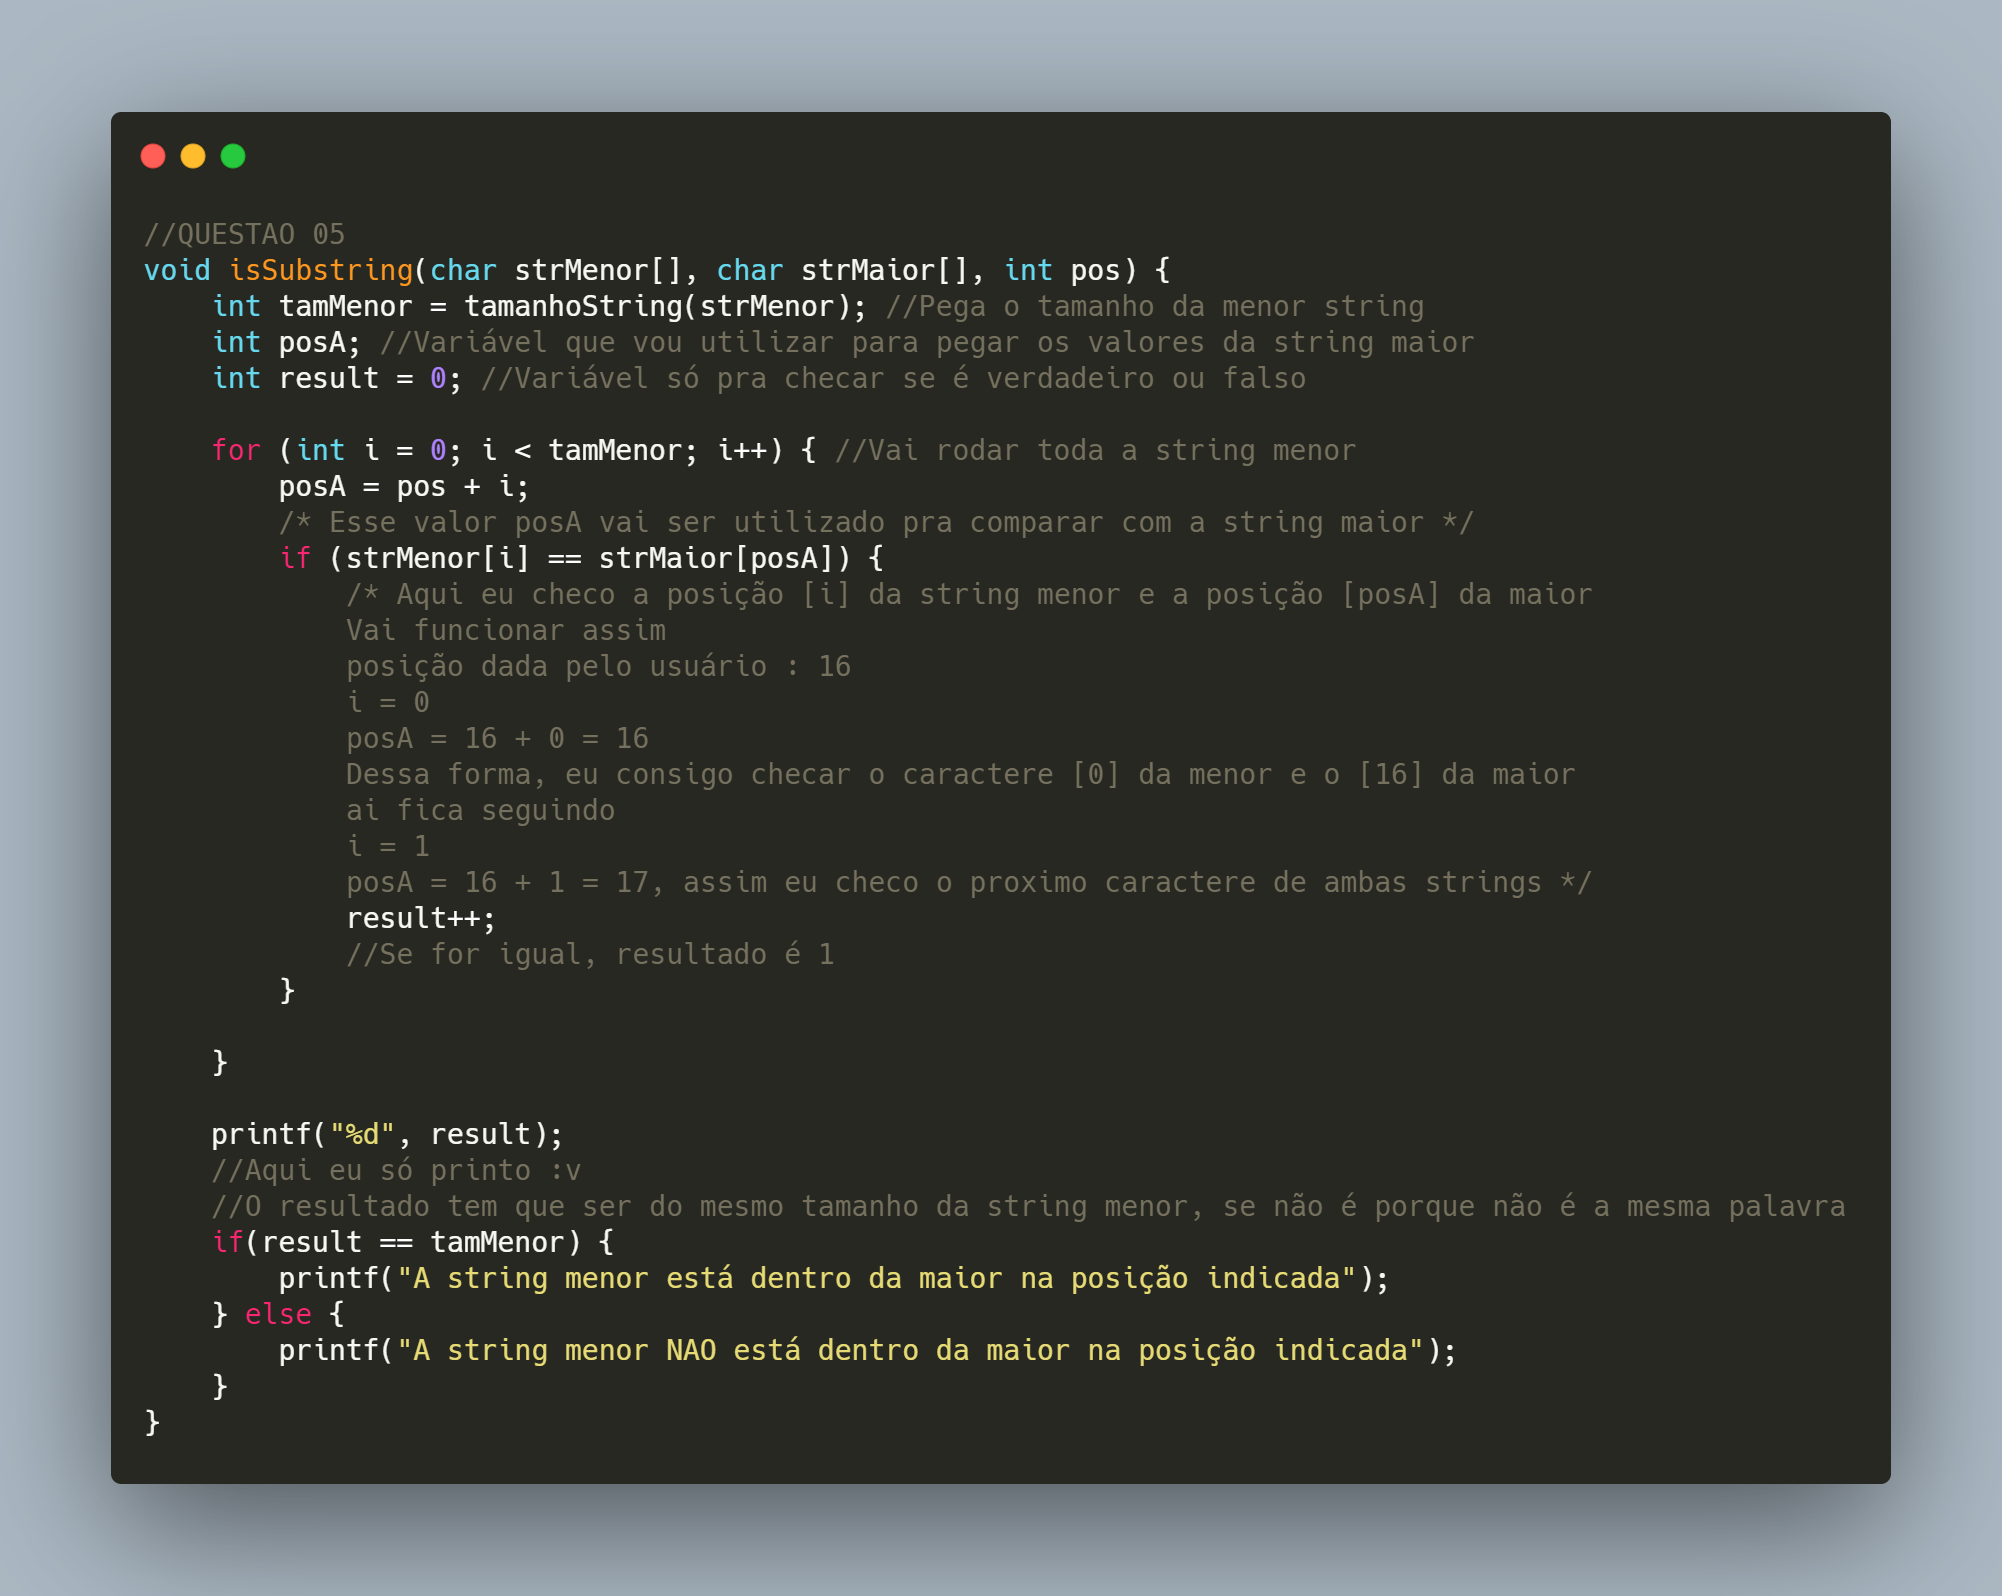 //QUESTAO 05
void isSubstring(char strMenor[], char strMaior[], int pos) {
    int tamMenor = tamanhoString(strMenor); //Pega o tamanho da menor string
    int posA; //Variável que vou utilizar para pegar os valores da string maior
    int result = 0; //Variável só pra checar se é verdadeiro ou falso

    for (int i = 0; i < tamMenor; i++) { //Vai rodar toda a string menor
        posA = pos + i;
        /* Esse valor posA vai ser utilizado pra comparar com a string maior */
        if (strMenor[i] == strMaior[posA]) {
            /* Aqui eu checo a posição [i] da string menor e a posição [posA] da maior
            Vai funcionar assim
            posição dada pelo usuário : 16
            i = 0
            posA = 16 + 0 = 16
            Dessa forma, eu consigo checar o caractere [0] da menor e o [16] da maior
            ai fica seguindo
            i = 1
            posA = 16 + 1 = 17, assim eu checo o proximo caractere de ambas strings */
            result++;
            //Se for igual, resultado é 1
        }

    }

    printf("%d", result);
    //Aqui eu só printo :v
    //O resultado tem que ser do mesmo tamanho da string menor, se não é porque não é a mesma palavra
    if(result == tamMenor) {
        printf("A string menor está dentro da maior na posição indicada");
    } else {
        printf("A string menor NAO está dentro da maior na posição indicada");
    }
}